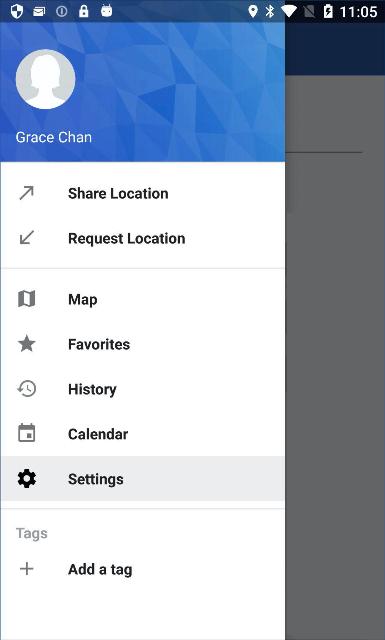 11:05
Grace Chan
Share Location
Request Location
Map
Favorites
History
Calendar
Settings
Tags
Add a tag